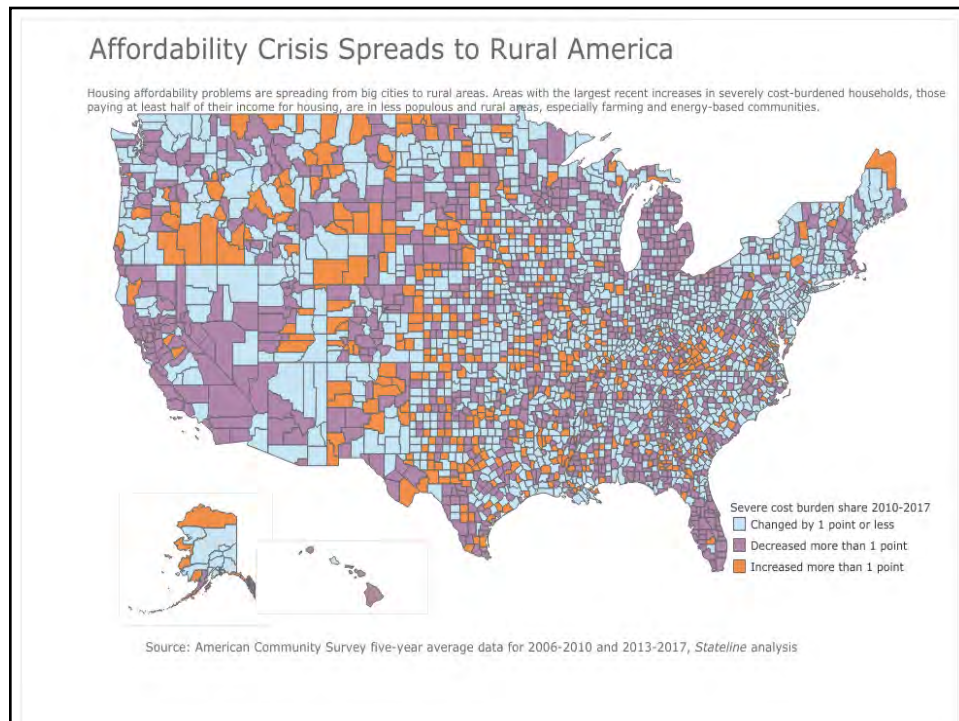 Affordability Crisis Spreads to Rural America
Housing affordability problems are spreading from big cities to rural areas. Areas with the largest recent increases in severely cost-burdened households, those
paying at least half of their income for housing, are in less populous and rural areas, especially farming and energy-based communities.
Severe cost burden share 2010-2017
Changed by 1 point or less
Decreased more than 1 point
Increased more than 1 point
Source: American Community Survey five-year average data for 2006-2010 and 2013-2017, Stateline analysis